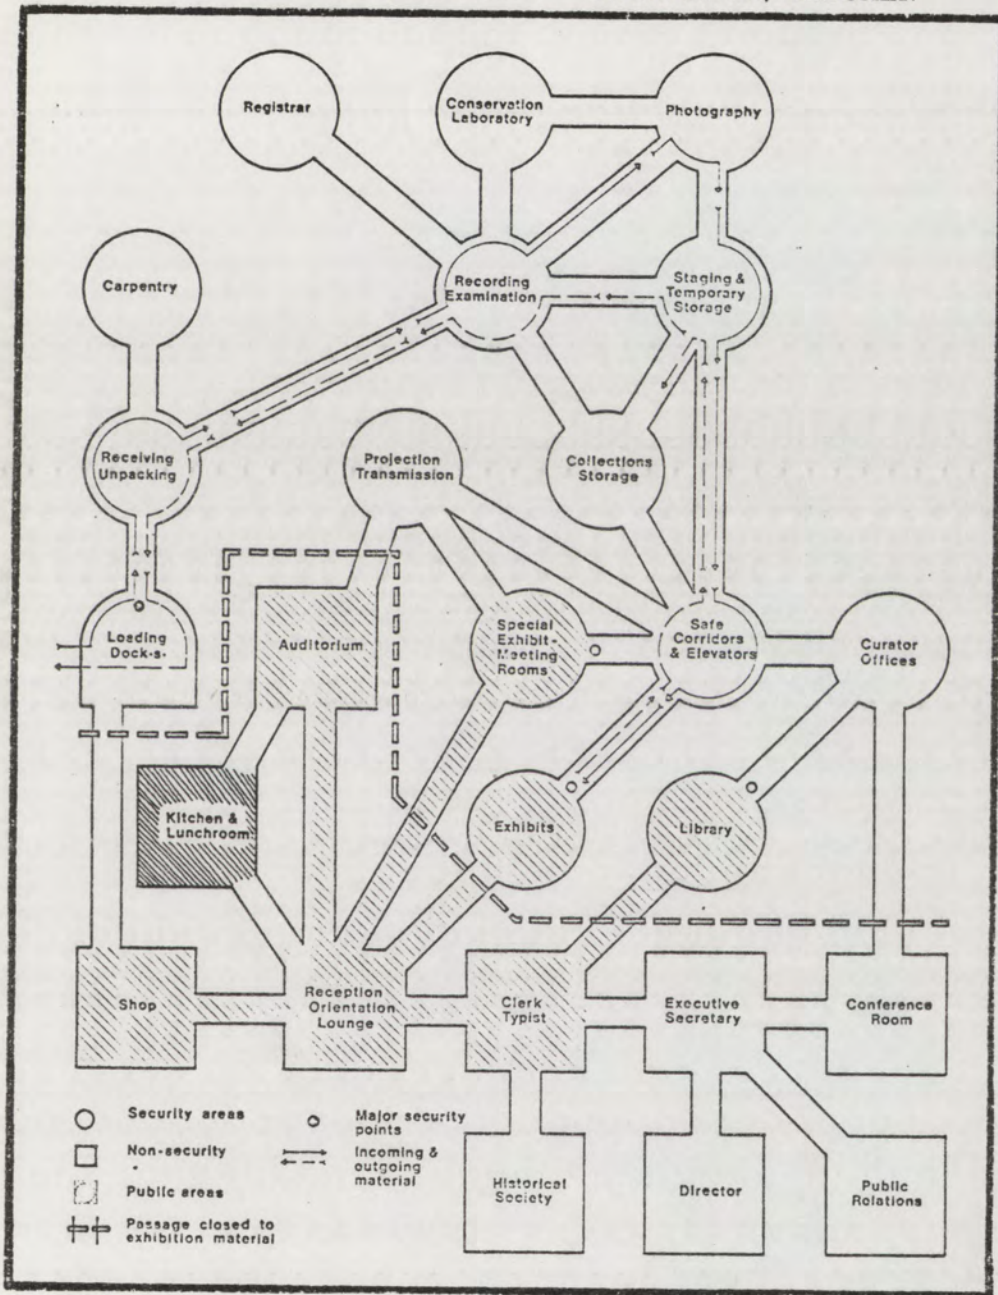 Registrar
Conservation
Laboratory
Photography
Carpentry
Recording
Examination
Staging &
Temporary
Storage
Receiving
Unpacking
Projection
Transmission
Collections
Storage
Loading
Dock·s·
Auditorium
Special
Exhibit-
Meeting
Rooms
Safe
Corridors
& Elevators
Curator
Offices
Kitchen &
Lunchroom
Exhibits
Library
Shop
Reception
Orientation
Lounge
Clerk
Typist
Executive
Secretary
Conference
Room
Historical
Society
Director
Public
Relations
Security areas
Non-security
Public areas
Passage closed to
exhibition material
Major security
points
Incoming &
outgoing
material